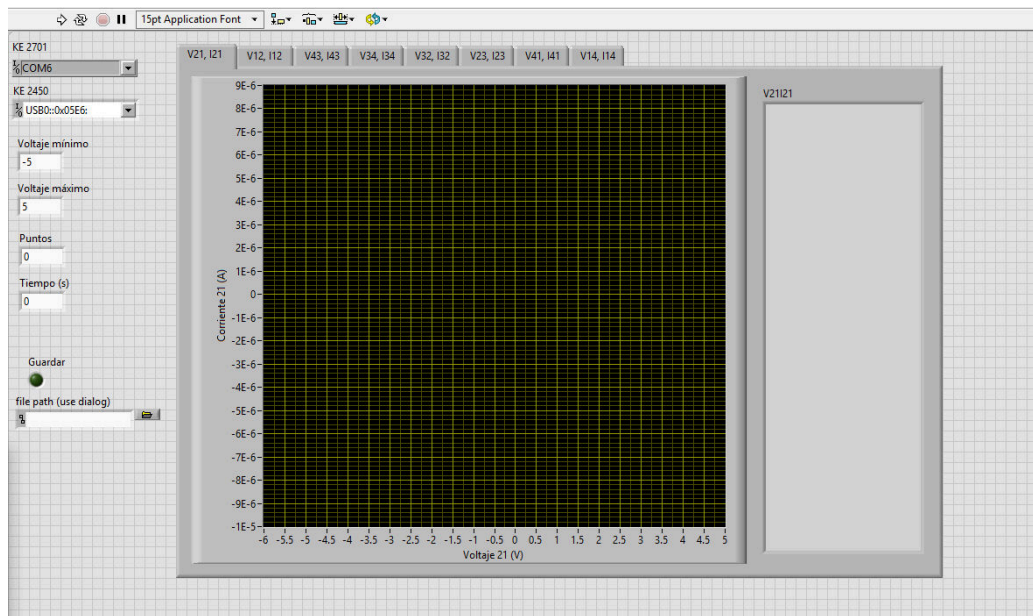 15pt Application Font
KE 2701
COM6
KE 2450
USB0::0x05E6:
Voltaje mínimo
-5
Voltaje máximo
5
Puntos
0
Tiempo (s)
0
Guardar
file path (use dialog)
V21, I21 V12, I12 V43, I43 V34, I34 V32, I32 V23, I23 V41, I41 V14, I14
9E-6
8E-6
7E-6
6E-6
5E-6
4E-6
3E-6
2E-6
1E-6
0
-1E-6
-2E-6
-3E-6
-4E-6
-5E-6
-6E-6
-7E-6
-8E-6
-9E-6
-1E-5
Corriente 21 (A)
-6 -5.5 -5 -4.5 -4 -3.5 -3 -2.5 -2 -1.5 -1 -0.5 0 0.5 1 1.5 2 2.5 3 3.5 4 4.5 5
Voltaje 21 (V)
V21I21